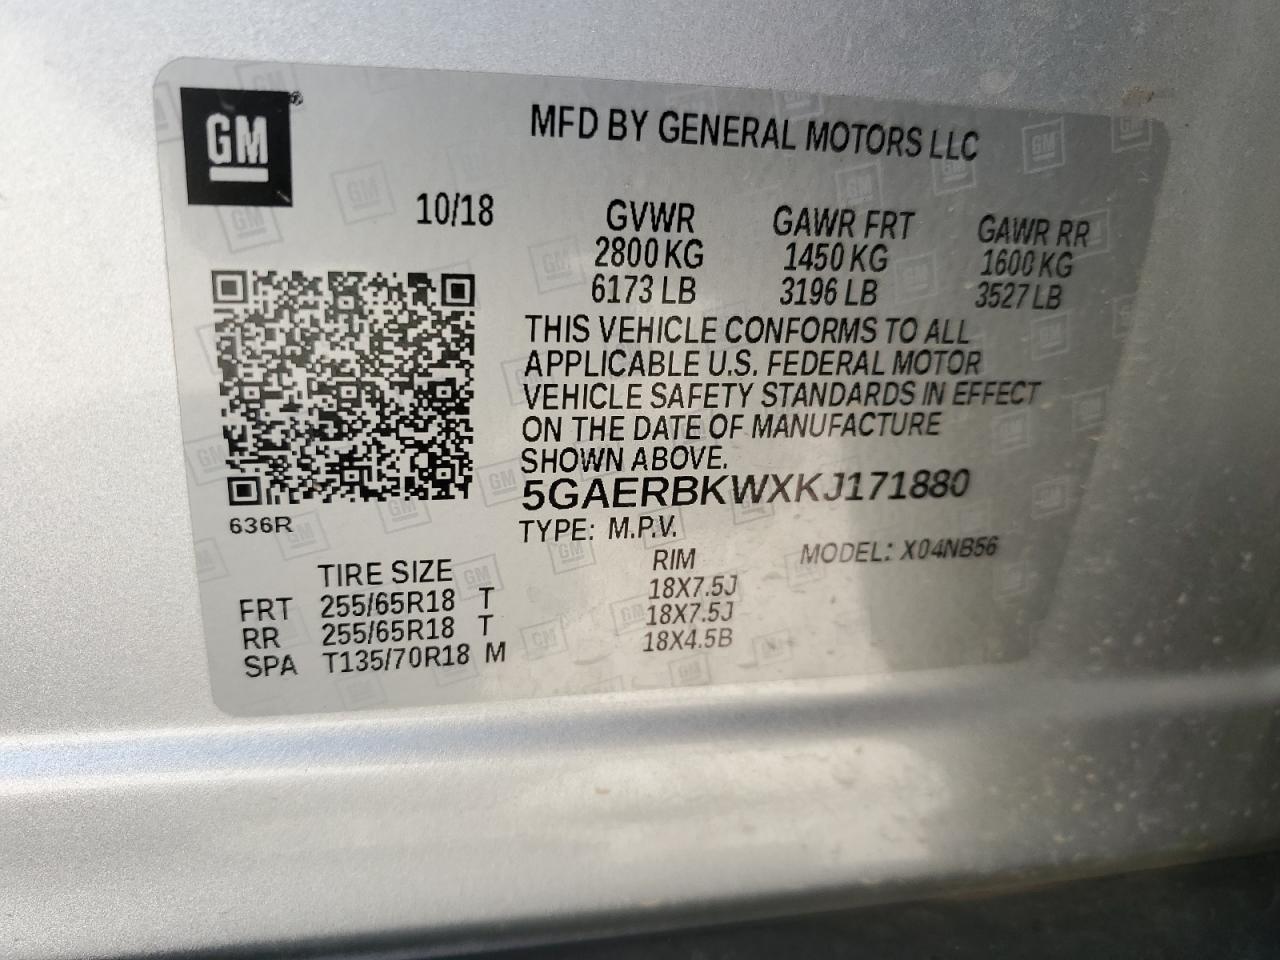 GM ®
MFD BY GENERAL MOTORS LLC
10/18
GVWR GAWR FRT GAWR RR
2800 KG 1450 KG 1600 KG
6173 LB 3196 LB 3527 LB
THIS VEHICLE CONFORMS TO ALL
APPLICABLE U.S. FEDERAL MOTOR
VEHICLE SAFETY STANDARDS IN EFFECT
ON THE DATE OF MANUFACTURE
SHOWN ABOVE.
5GAERBKWXKJ171880
636R
TYPE: M.P.V. MODEL: X04NB56
TIRE SIZE RIM
FRT 255/65R18 T 18X7.5J
RR 255/65R18 T 18X7.5J
SPA T135/70R18 M 18X4.5B